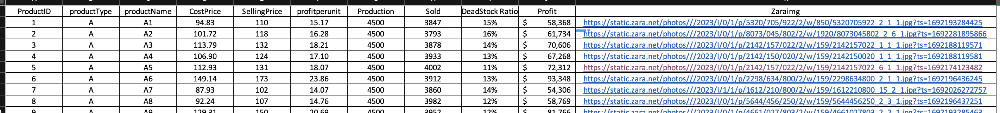 ProductID productType productName CostPrice SellingPrice profitperunit Production Sold DeadStock Ratio Profit Zaraimg
1 A A1 94.83 110 15.17 4500 3847 15% $ 58,368 https://static.zara.net/photos///2023/I/0/1/p/5320/705/922/2/w/850/5320705922_2_1_1.jpg?ts=1692193284425
2 A A2 101.72 118 16.28 4500 3793 16% $ 61,734 https://static.zara.net/photos///2023/I/0/1/p/8073/045/802/2/w/1920/8073045802_2_6_1.jpg?ts=1692281895866
3 A A3 113.79 132 18.21 4500 3878 14% $ 70,606 https://static.zara.net/photos///2023/I/0/1/p/2142/157/022/2/w/159/2142157022_1_1_1.jpg?ts=1692188119571
4 A A4 106.90 124 17.10 4500 3933 13% $ 67,268 https://static.zara.net/photos///2023/I/0/1/p/2142/150/020/2/w/159/2142150020_1_1_1.jpg?ts=1692188119581
5 A A5 112.93 131 18.07 4500 4002 11% $ 72,312 https://static.zara.net/photos///2023/I/0/1/p/2142/157/022/2/w/159/2142157022_6_1_1.jpg?ts=1692174123482
6 A A6 149.14 173 23.86 4500 3912 13% $ 93,348 https://static.zara.net/photos///2023/I/0/1/p/2298/634/800/2/w/159/2298634800_2_1_1.jpg?ts=1692196436245
7 A A7 87.93 102 14.07 4500 3860 14% $ 54,306 https://static.zara.net/photos///2023/I/1/1/p/1612/210/800/2/w/159/1612210800_15_2_1.jpg?ts=1692026272757
8 A A8 92.24 107 14.76 4500 3982 12% $ 58,769 https://static.zara.net/photos///2023/I/0/1/p/5644/456/250/2/w/159/5644456250_2_3_1.jpg?ts=1692196437251
9 A A9 129.31 150 20.69 4500 3952 12% $ 81,766 https://static.zara.net/photos///2023/I/0/1/p/4661/027/803/2/w/159/4661027803_2_2_1.jpg?ts=1692193285463